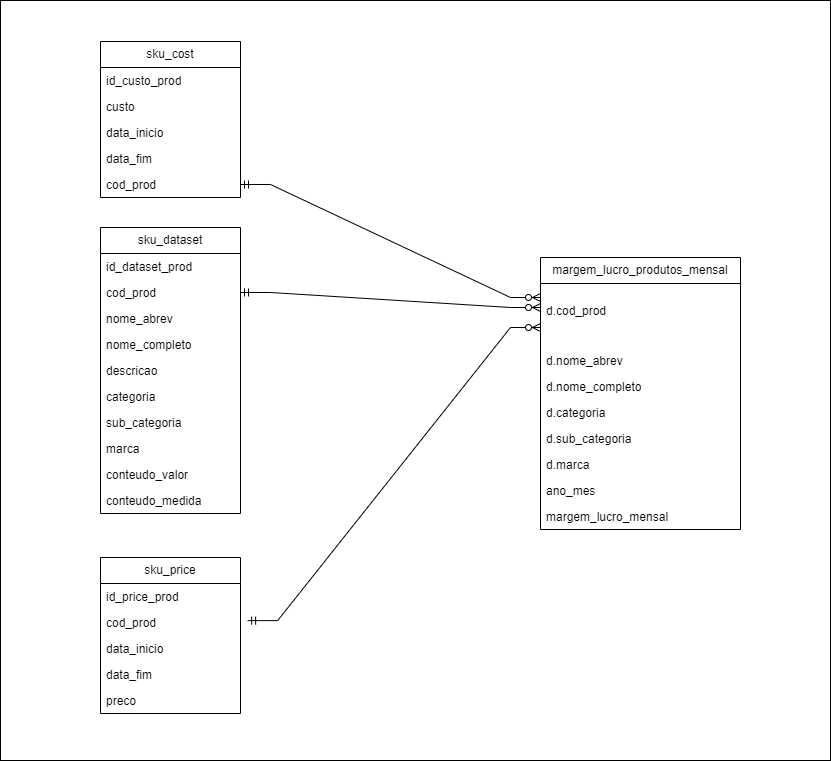 sku_cost
id_custo_prod
custo
data_inicio
data_fim
cod_prod
sku_dataset
id_dataset_prod
cod_prod
nome_abrev
nome_completo
descricao
categoria
sub_categoria
marca
conteudo_valor
conteudo_medida
sku_price
id_price_prod
cod_prod
data_inicio
data_fim
preco
margem_lucro_produtos_mensal
d.cod_prod
d.nome_abrev
d.nome_completo
d.categoria
d.sub_categoria
d.marca
ano_mes
margem_lucro_mensal